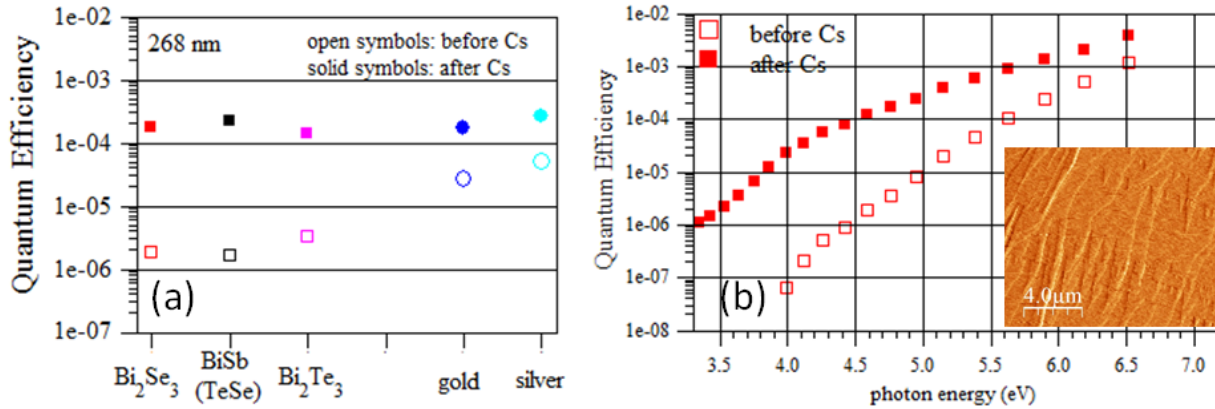 1e-02
268 nm
open symbols: before Cs
solid symbols: after Cs
1e-03
1e-04
1e-05
1e-06
1e-07
Quantum Efficiency
(a)
Bi₂Se₃
BiSb
(TeSe)
Bi₂Te₃
gold
silver
(b)
1e-02
before Cs
after Cs
1e-03
1e-04
1e-05
1e-06
1e-07
1e-08
Quantum Efficiency
4.0µm
3.5 4.0 4.5 5.0 5.5 6.0 6.5 7.0
photon energy (eV)